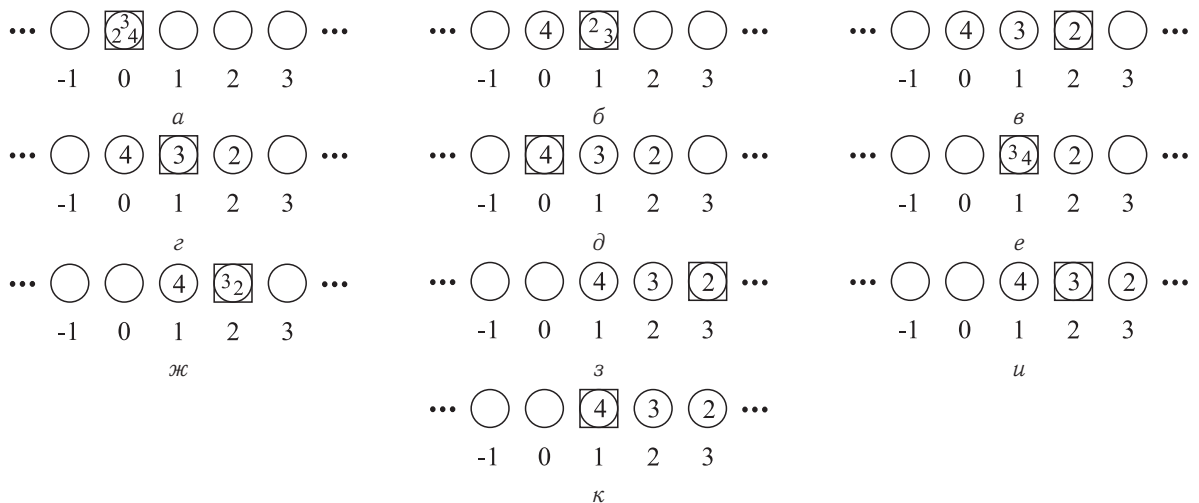 ... 2 3 4 ... ... 4 2 3 ... ... 4 3 2 ...
-1 0 1 2 3 -1 0 1 2 3 -1 0 1 2 3
а б в
... 4 3 2 ... ... 4 3 2 ... ... 3 4 2 ...
-1 0 1 2 3 -1 0 1 2 3 -1 0 1 2 3
г д е
... 4 3 2 ... ... 4 3 2 ... ... 4 3 2 ...
-1 0 1 2 3 -1 0 1 2 3 -1 0 1 2 3
ж з и
... 4 3 2 ...
-1 0 1 2 3
к